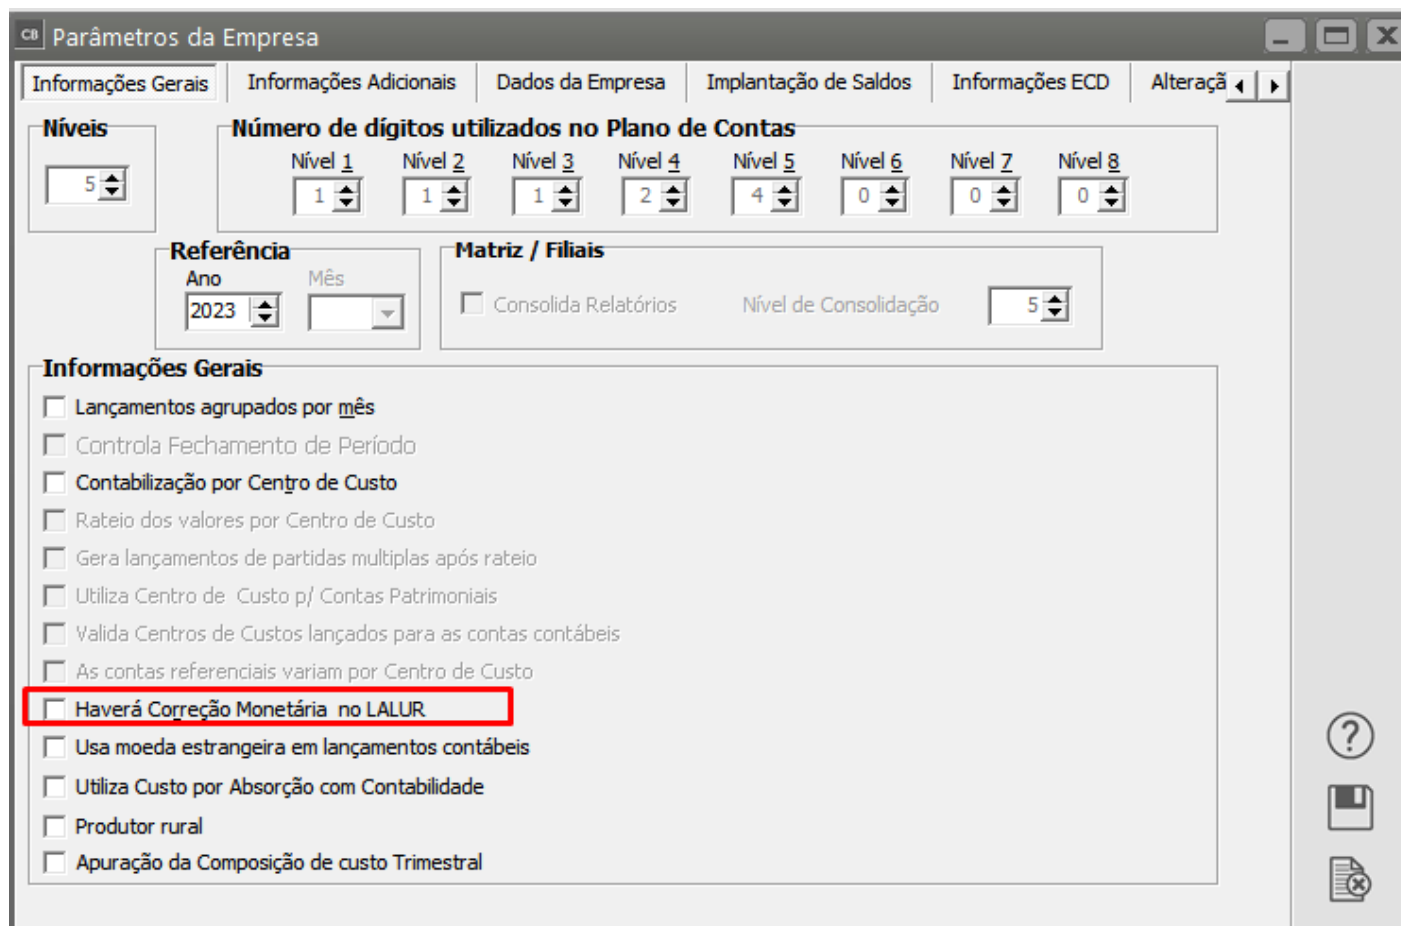 CB Parâmetros da Empresa
Informações Gerais Informações Adicionais Dados da Empresa Implantação de Saldos Informações ECD Alteraçã
Níveis Número de dígitos utilizados no Plano de Contas
Nível 1 Nível 2 Nível 3 Nível 4 Nível 5 Nível 6 Nível 7 Nível 8
5 1 1 1 2 4 0 0 0
Referência Matriz / Filiais
Ano Mês
2023 Consolida Relatórios Nível de Consolidação 5
Informações Gerais
Lançamentos agrupados por mês
Controla Fechamento de Período
Contabilização por Centro de Custo
Rateio dos valores por Centro de Custo
Gera lançamentos de partidas multiplas após rateio
Utiliza Centro de Custo p/ Contas Patrimoniais
Valida Centros de Custos lançados para as contas contábeis
As contas referenciais variam por Centro de Custo
Haverá Correção Monetária no LALUR
Usa moeda estrangeira em lançamentos contábeis
Utiliza Custo por Absorção com Contabilidade
Produtor rural
Apuração da Composição de custo Trimestral